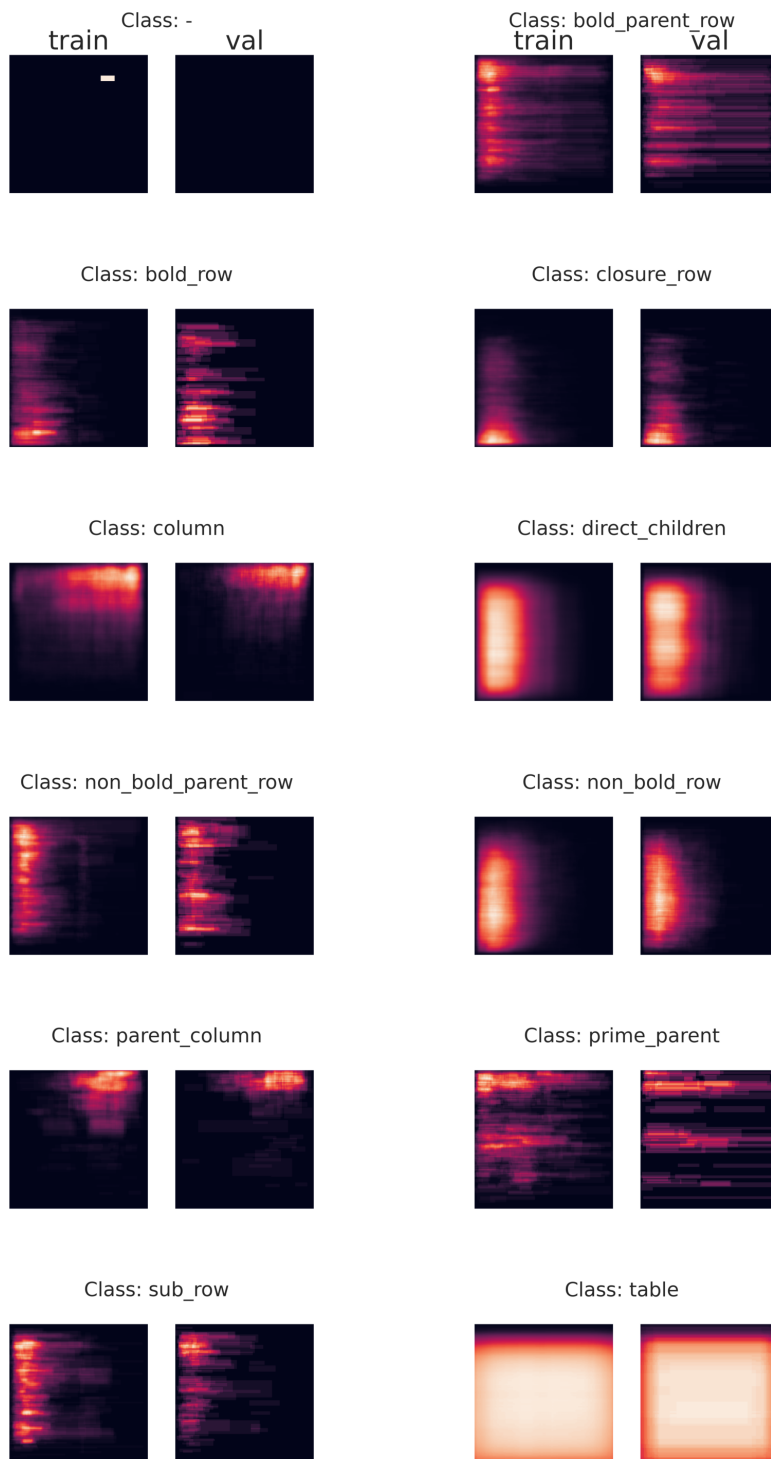 Class: -
train val
Class: bold_parent_row
train val
Class: bold_row
Class: closure_row
Class: column
Class: direct_children
Class: non_bold_parent_row
Class: non_bold_row
Class: parent_column
Class: prime_parent
Class: sub_row
Class: table